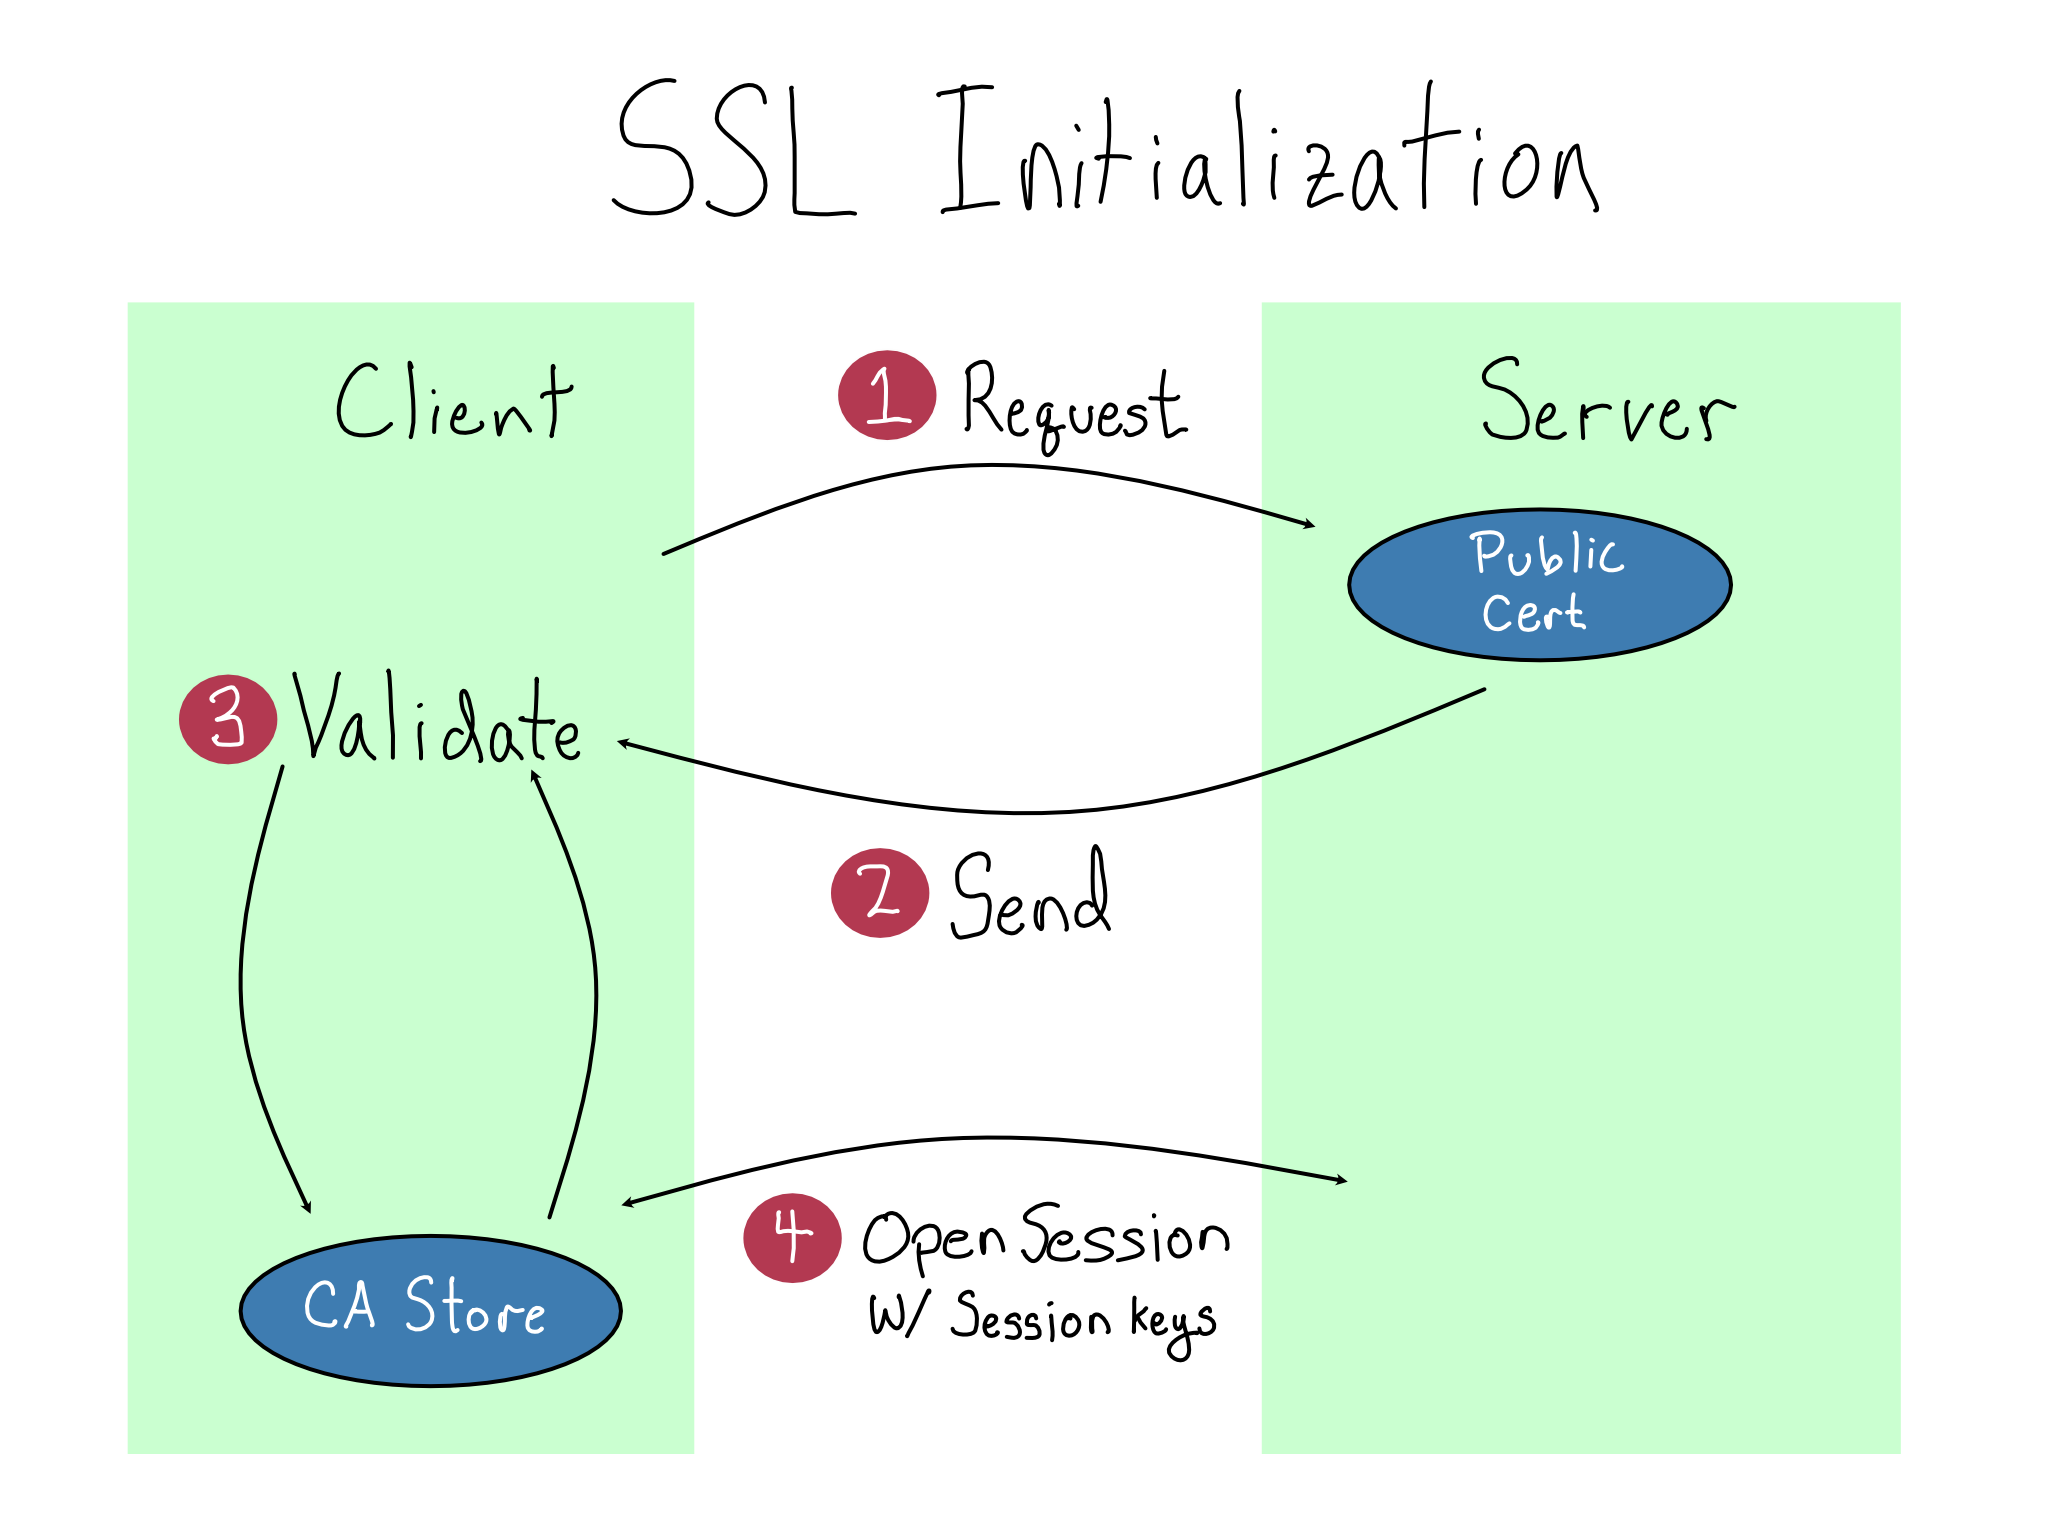 SSL Initialization
Client
1 Request
Server
Public
Cert
3 Validate
2 Send
4 Open Session
W/ Session keys
CA Store